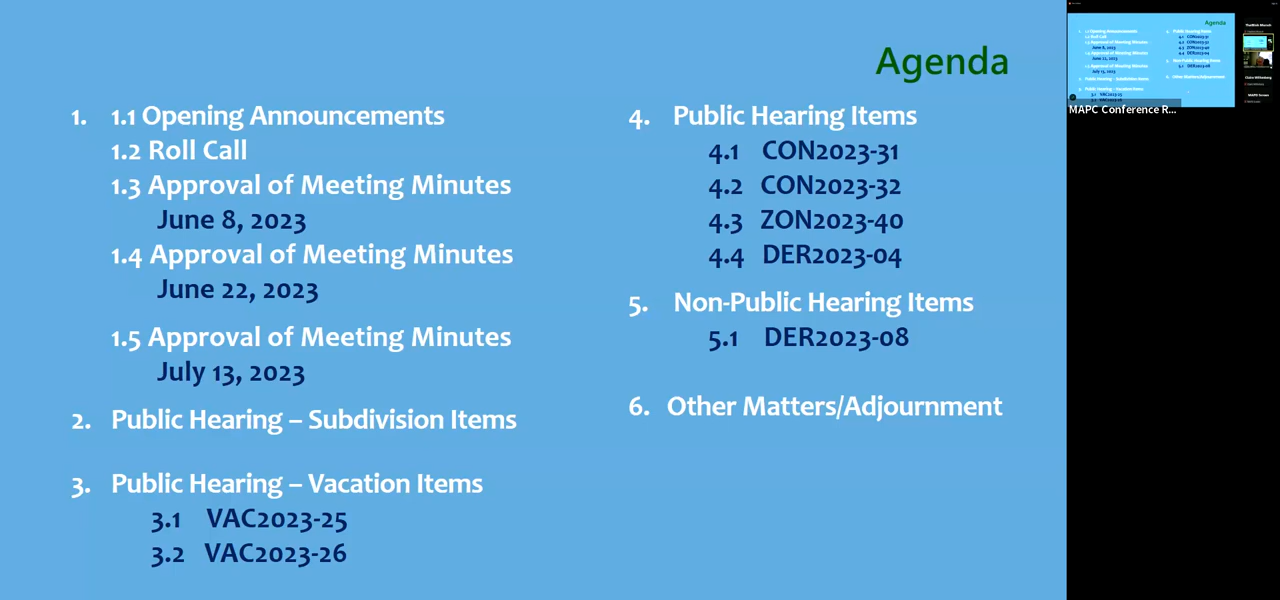 Agenda
1. 1.1 Opening Announcements
1.2 Roll Call
1.3 Approval of Meeting Minutes
June 8, 2023
1.4 Approval of Meeting Minutes
June 22, 2023
1.5 Approval of Meeting Minutes
July 13, 2023
2. Public Hearing – Subdivision Items
3. Public Hearing – Vacation Items
3.1 VAC2023-25
3.2 VAC2023-26
4. Public Hearing Items
4.1 CON2023-31
4.2 CON2023-32
4.3 ZON2023-40
4.4 DER2023-04
5. Non-Public Hearing Items
5.1 DER2023-08
6. Other Matters/Adjournment
MAPC Conference R...